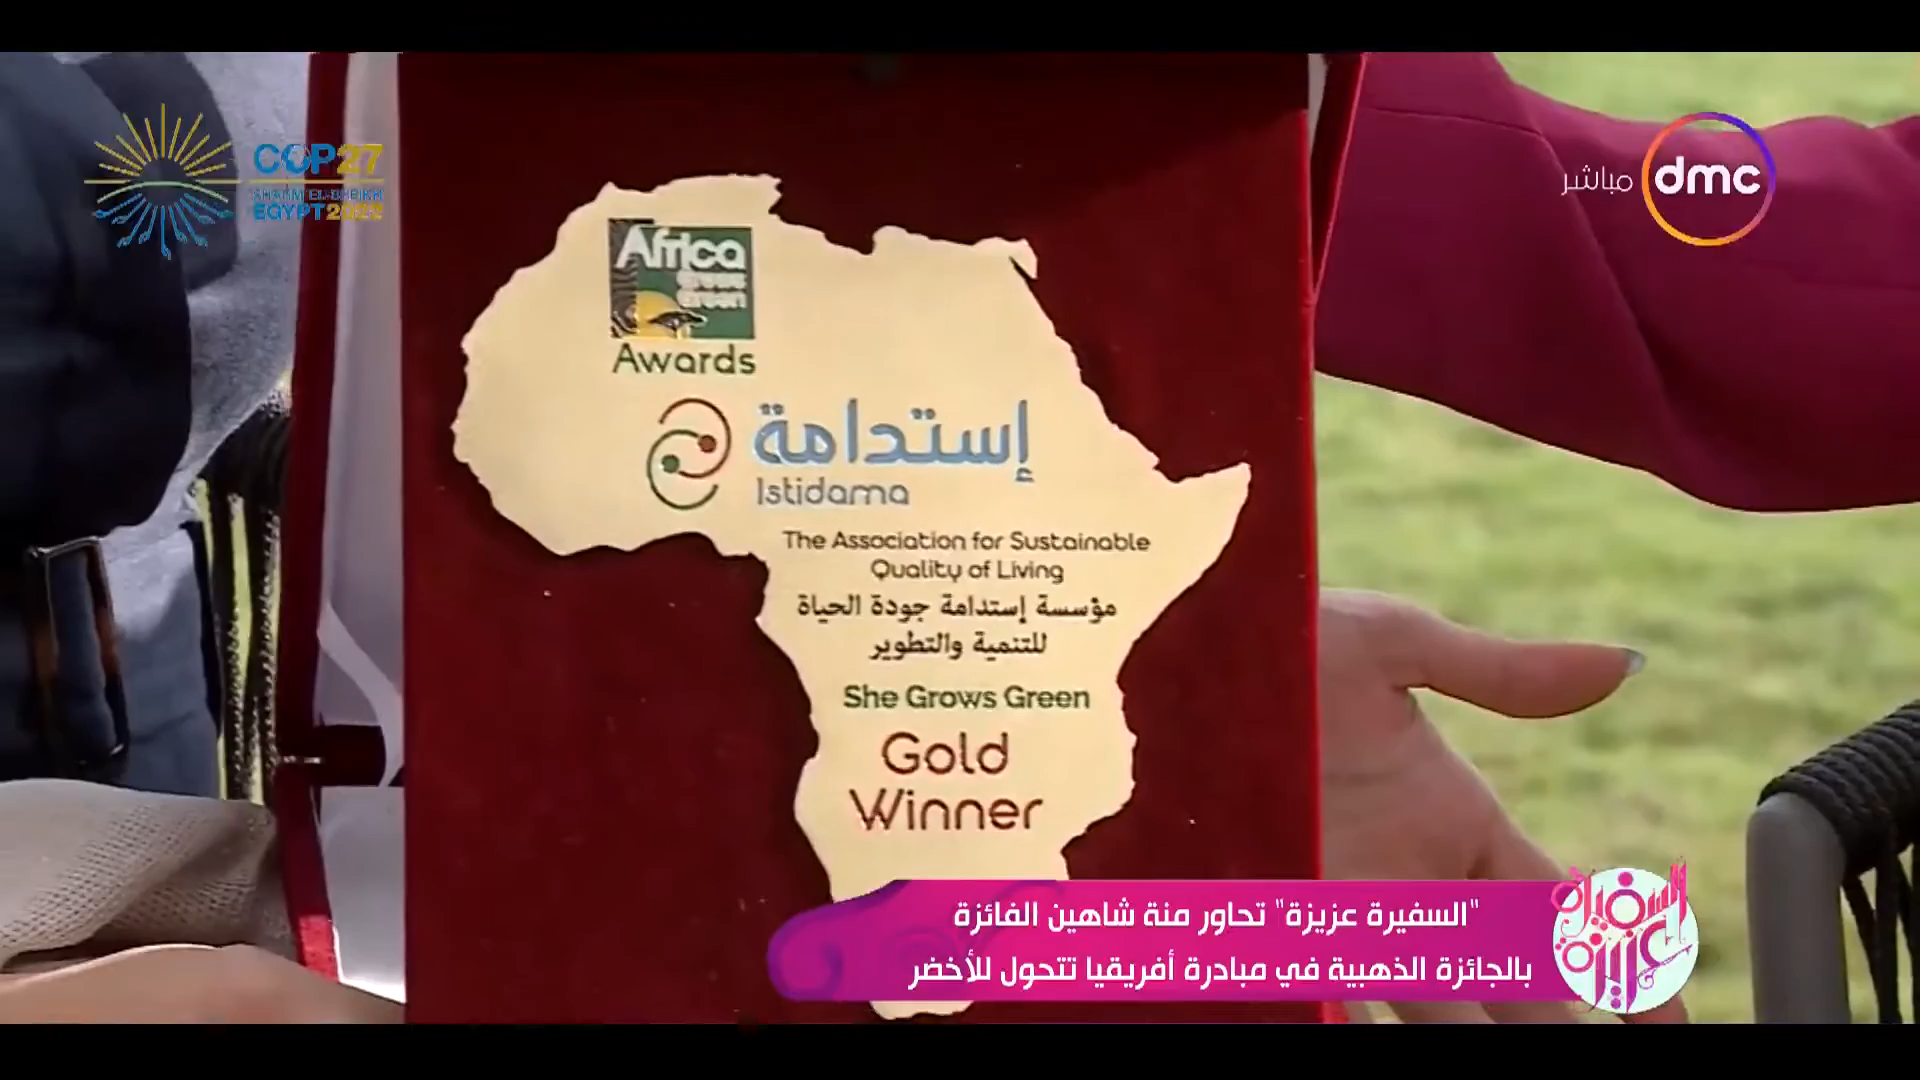 COP27
SHARM EL-SHEIKH
EGYPT2022
مباشر
dmc
Africa
Grows
Green
Awards
إستدامة
Istidama
The Association for Sustainable
Quality of Living
مؤسسة إستدامة جودة الحياة
للتنمية والتطوير
She Grows Green
Gold
Winner
"السفيرة عزيزة" تحاور منة شاهين الفائزة
بالجائزة الذهبية في مبادرة أفريقيا تتحول للأخضر
السفيرة
عزيزة